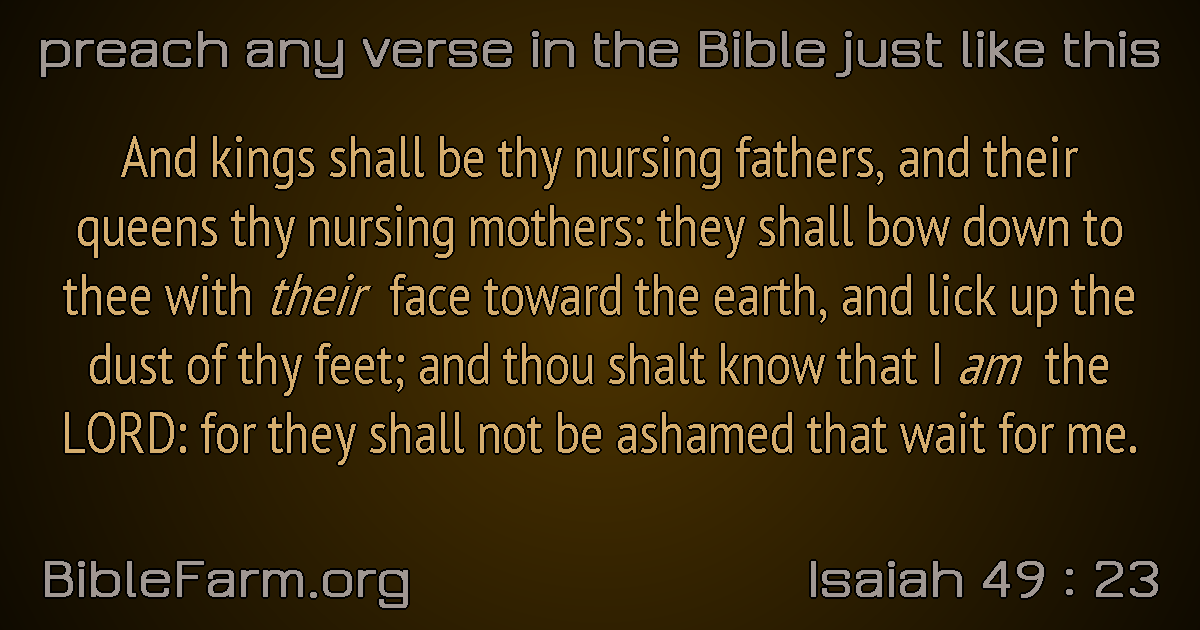 preach any verse in the Bible just like this
And kings shall be thy nursing fathers, and their
queens thy nursing mothers: they shall bow down to
thee with their face toward the earth, and lick up the
dust of thy feet; and thou shalt know that I am the
LORD: for they shall not be ashamed that wait for me.
BibleFarm.org
Isaiah 49 : 23